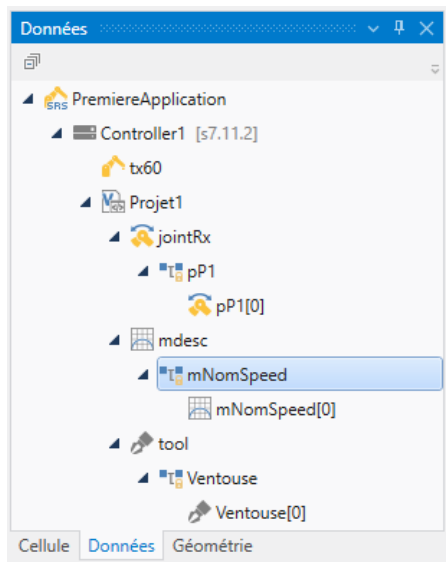 Données
SRS PremiereApplication
Controller1 [s7.11.2]
tx60
Projet1
jointRx
pP1
pP1[0]
mdesc
mNomSpeed
mNomSpeed[0]
tool
Ventouse
Ventouse[0]
Cellule Données Géométrie